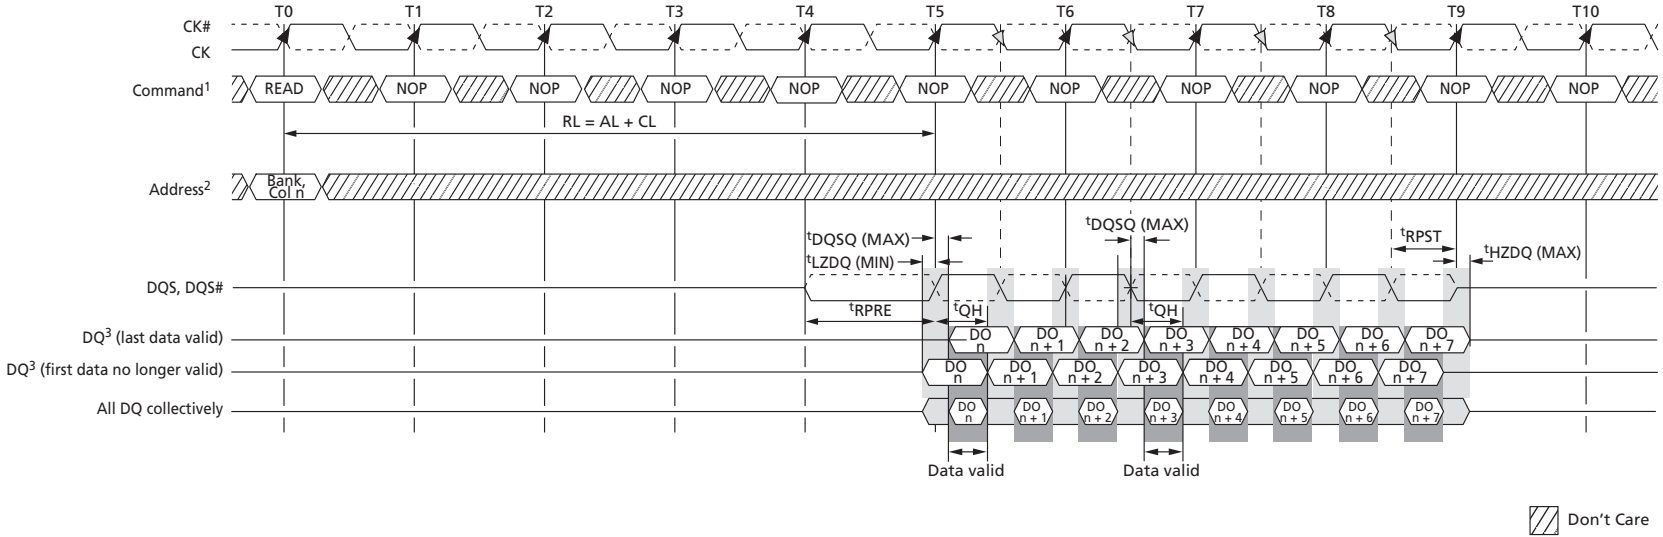 T0 T1 T2 T3 T4 T5 T6 T7 T8 T9 T10
CK#
CK
Command1 READ NOP NOP NOP NOP NOP NOP NOP NOP NOP NOP
RL = AL + CL
Address2 Bank,
Col n
tDQSQ (MAX) tDQSQ (MAX) tRPST
tLZDQ (MIN) tHZDQ (MAX)
DQS, DQS#
tRPRE tQH tQH
DQ3 (last data valid) DO n DO n + 1 DO n + 2 DO n + 3 DO n + 4 DO n + 5 DO n + 6 DO n + 7
DQ3 (first data no longer valid) DO n DO n + 1 DO n + 2 DO n + 3 DO n + 4 DO n + 5 DO n + 6 DO n + 7
All DQ collectively DO n DO n + 1 DO n + 2 DO n + 3 DO n + 4 DO n + 5 DO n + 6 DO n + 7
Data valid Data valid
Don't Care